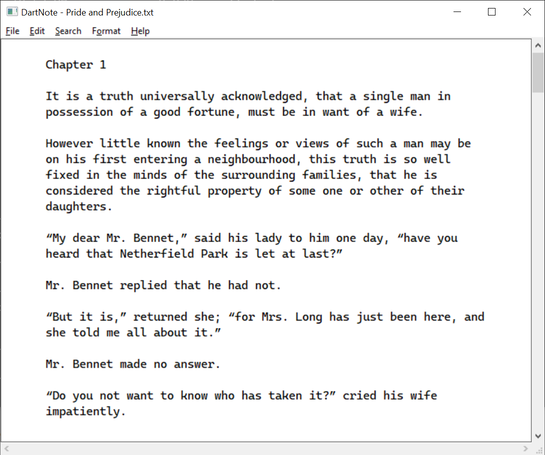 DartNote - Pride and Prejudice.txt
File Edit Search Format Help
Chapter 1
It is a truth universally acknowledged, that a single man in
possession of a good fortune, must be in want of a wife.
However little known the feelings or views of such a man may be
on his first entering a neighbourhood, this truth is so well
fixed in the minds of the surrounding families, that he is
considered the rightful property of some one or other of their
daughters.
“My dear Mr. Bennet,” said his lady to him one day, “have you
heard that Netherfield Park is let at last?”
Mr. Bennet replied that he had not.
“But it is,” returned she; “for Mrs. Long has just been here, and
she told me all about it.”
Mr. Bennet made no answer.
“Do you not want to know who has taken it?” cried his wife
impatiently.